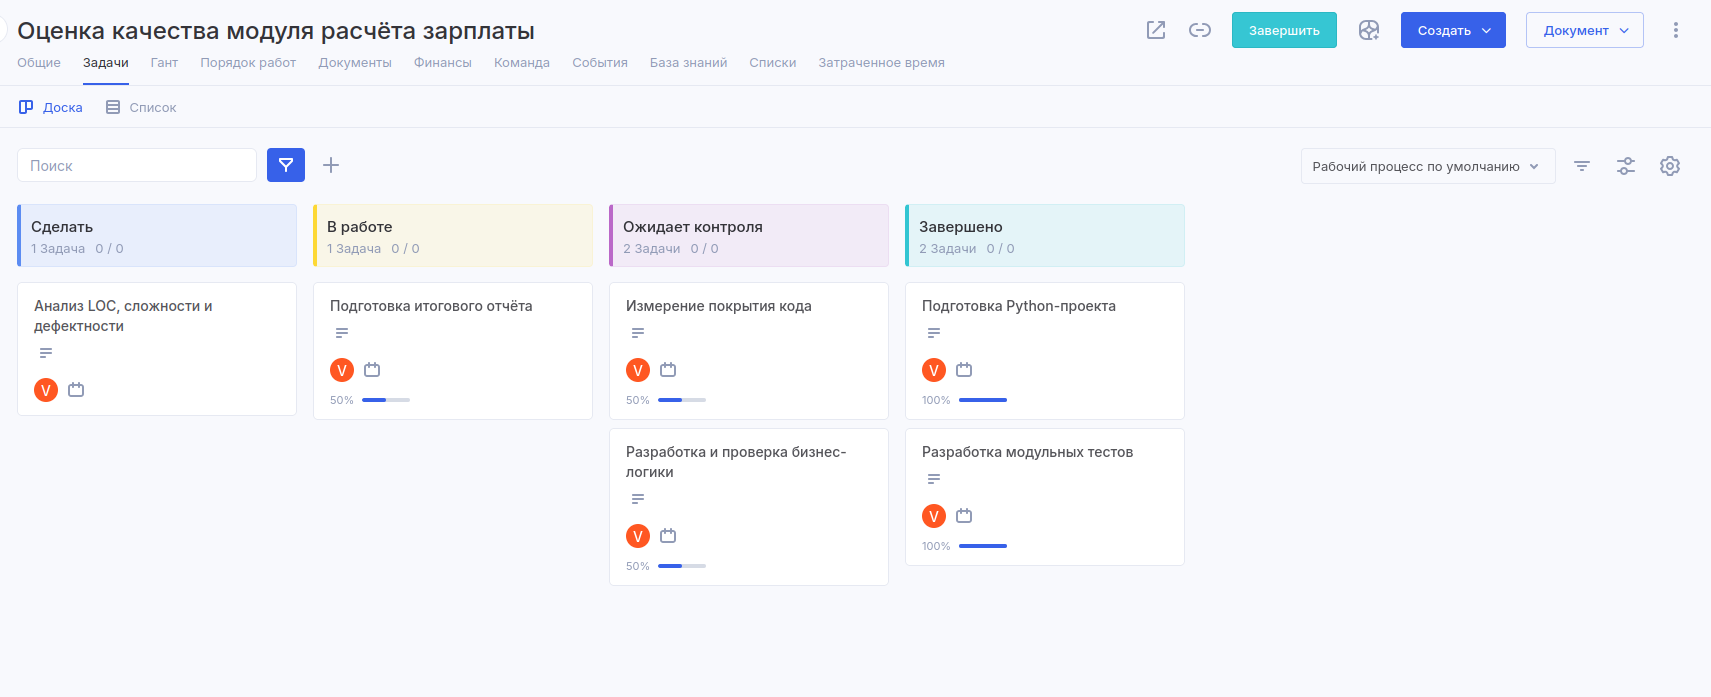 Оценка качества модуля расчёта зарплаты
Завершить
Создать
Документ
Общие
Задачи
Гант
Порядок работ
Документы
Финансы
Команда
События
База знаний
Списки
Затраченное время
Доска
Список
Поиск
Рабочий процесс по умолчанию
Сделать
1 Задача 0 / 0
Анализ LOC, сложности и
дефектности
V
В работе
1 Задача 0 / 0
Подготовка итогового отчёта
V
50%
Ожидает контроля
2 Задачи 0 / 0
Измерение покрытия кода
V
50%
Разработка и проверка бизнес-
логики
V
50%
Завершено
2 Задачи 0 / 0
Подготовка Python-проекта
V
100%
Разработка модульных тестов
V
100%